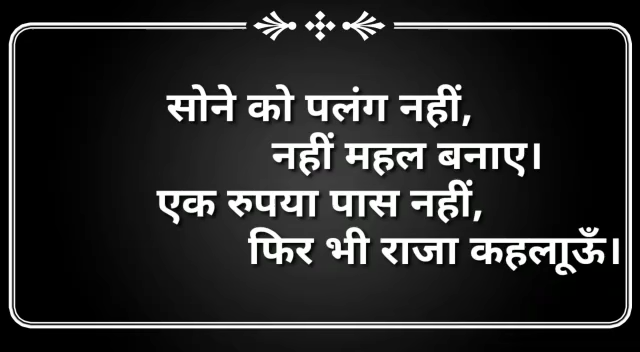 सोने को पलंग नहीं,
नहीं महल बनाए।
एक रुपया पास नहीं,
फिर भी राजा कहलाूऊँ।